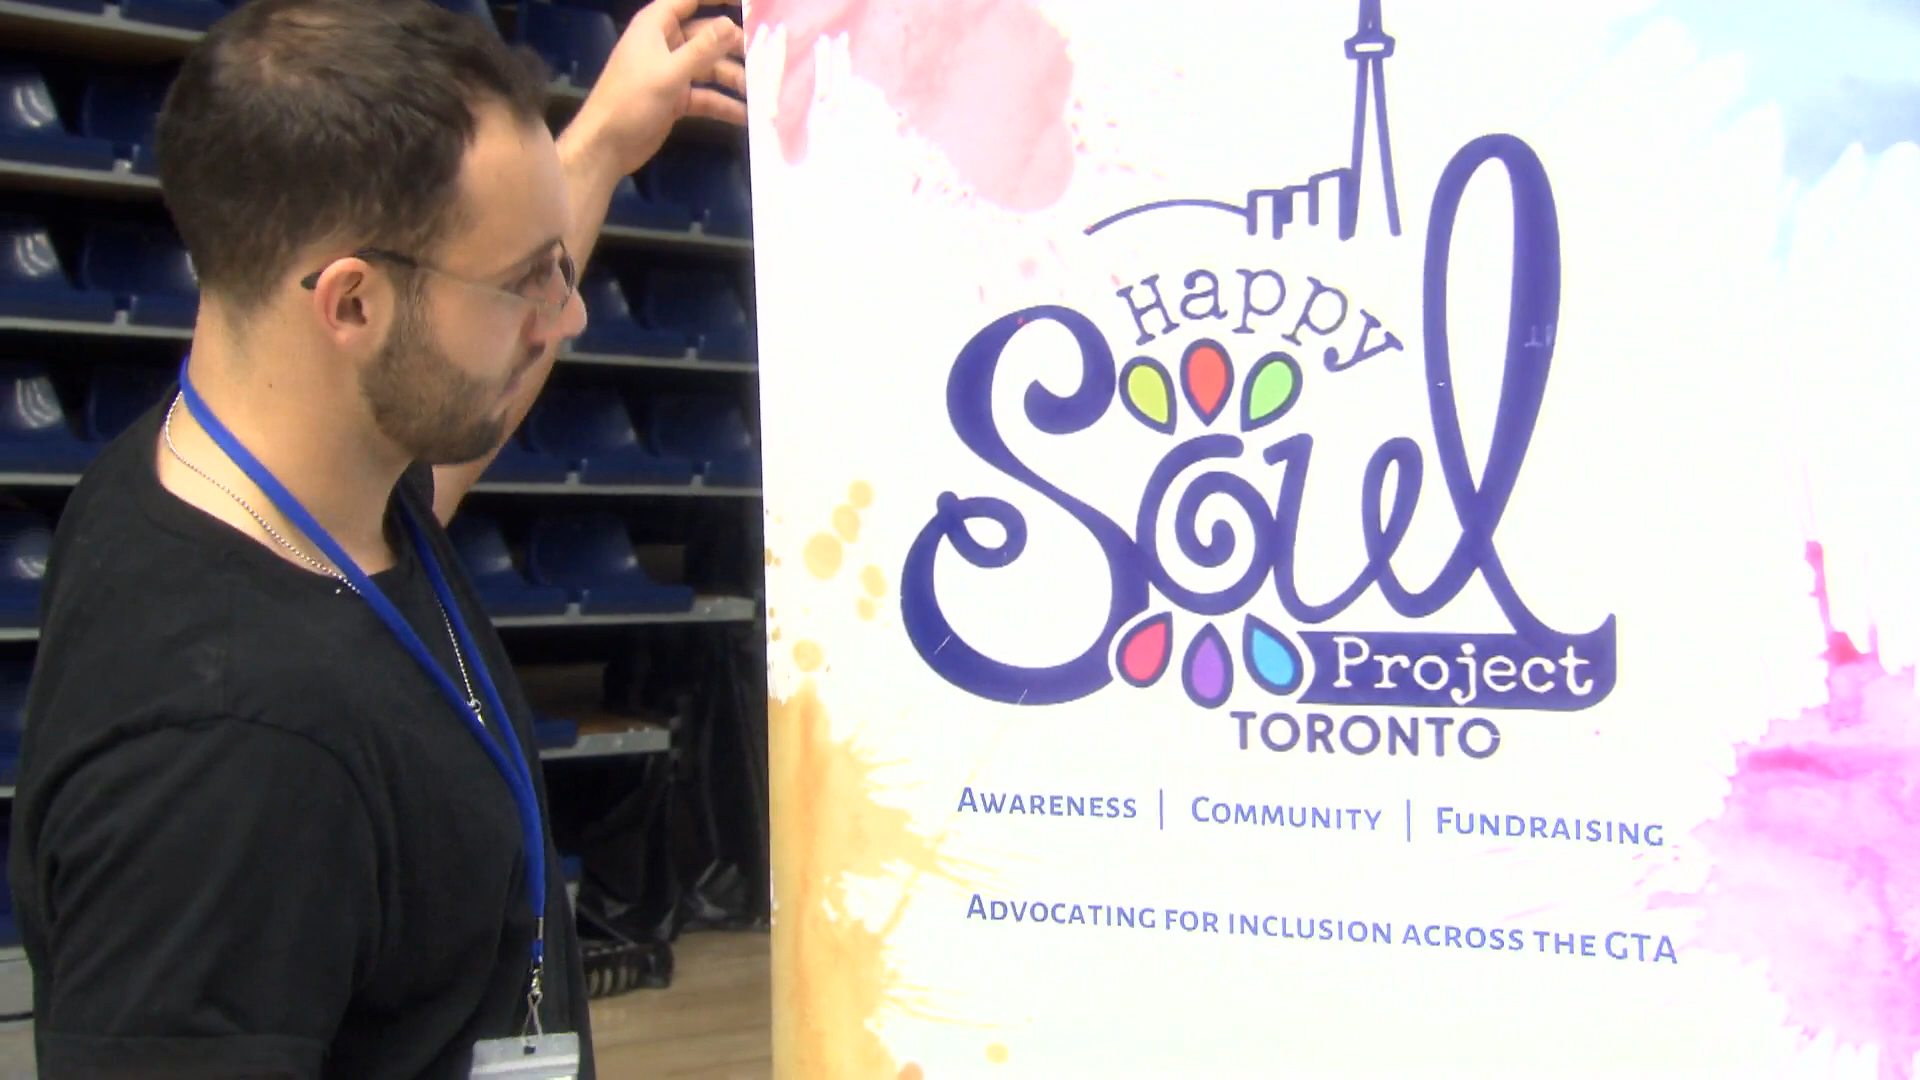 Happy
Soul
Project
TORONTO
AWARENESS | COMMUNITY | FUNDRAISING
ADVOCATING FOR INCLUSION ACROSS THE GTA